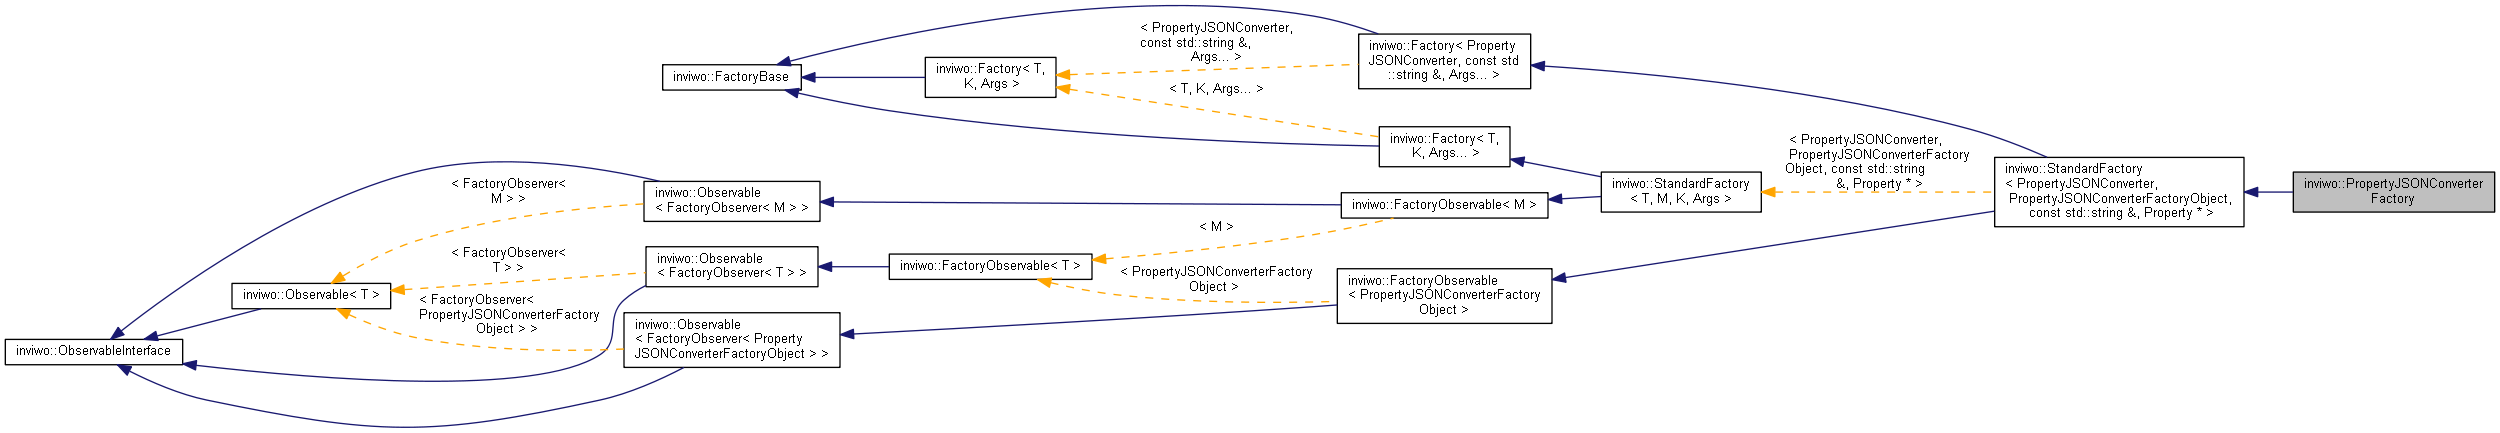 < PropertyJSONConverter,
const std::string &,
Args... >
inviwo::Factory< Property
JSONConverter, const std
::string &, Args... >
inviwo::FactoryBase
inviwo::Factory< T,
K, Args >
< T, K, Args... >
inviwo::Factory< T,
K, Args... >
< PropertyJSONConverter,
PropertyJSONConverterFactory
Object, const std::string
&, Property * >
< FactoryObserver<
M > >
inviwo::Observable
< FactoryObserver< M > >
inviwo::FactoryObservable< M >
inviwo::StandardFactory
< T, M, K, Args >
inviwo::StandardFactory
< PropertyJSONConverter,
PropertyJSONConverterFactoryObject,
const std::string &, Property * >
inviwo::PropertyJSONConverter
Factory
< M >
< FactoryObserver<
T > >
inviwo::Observable
< FactoryObserver< T > >
inviwo::FactoryObservable< T >
< PropertyJSONConverterFactory
Object >
inviwo::FactoryObservable
< PropertyJSONConverterFactory
Object >
inviwo::Observable< T >
< FactoryObserver<
PropertyJSONConverterFactory
Object > >
inviwo::Observable
< FactoryObserver< Property
JSONConverterFactoryObject > >
inviwo::ObservableInterface